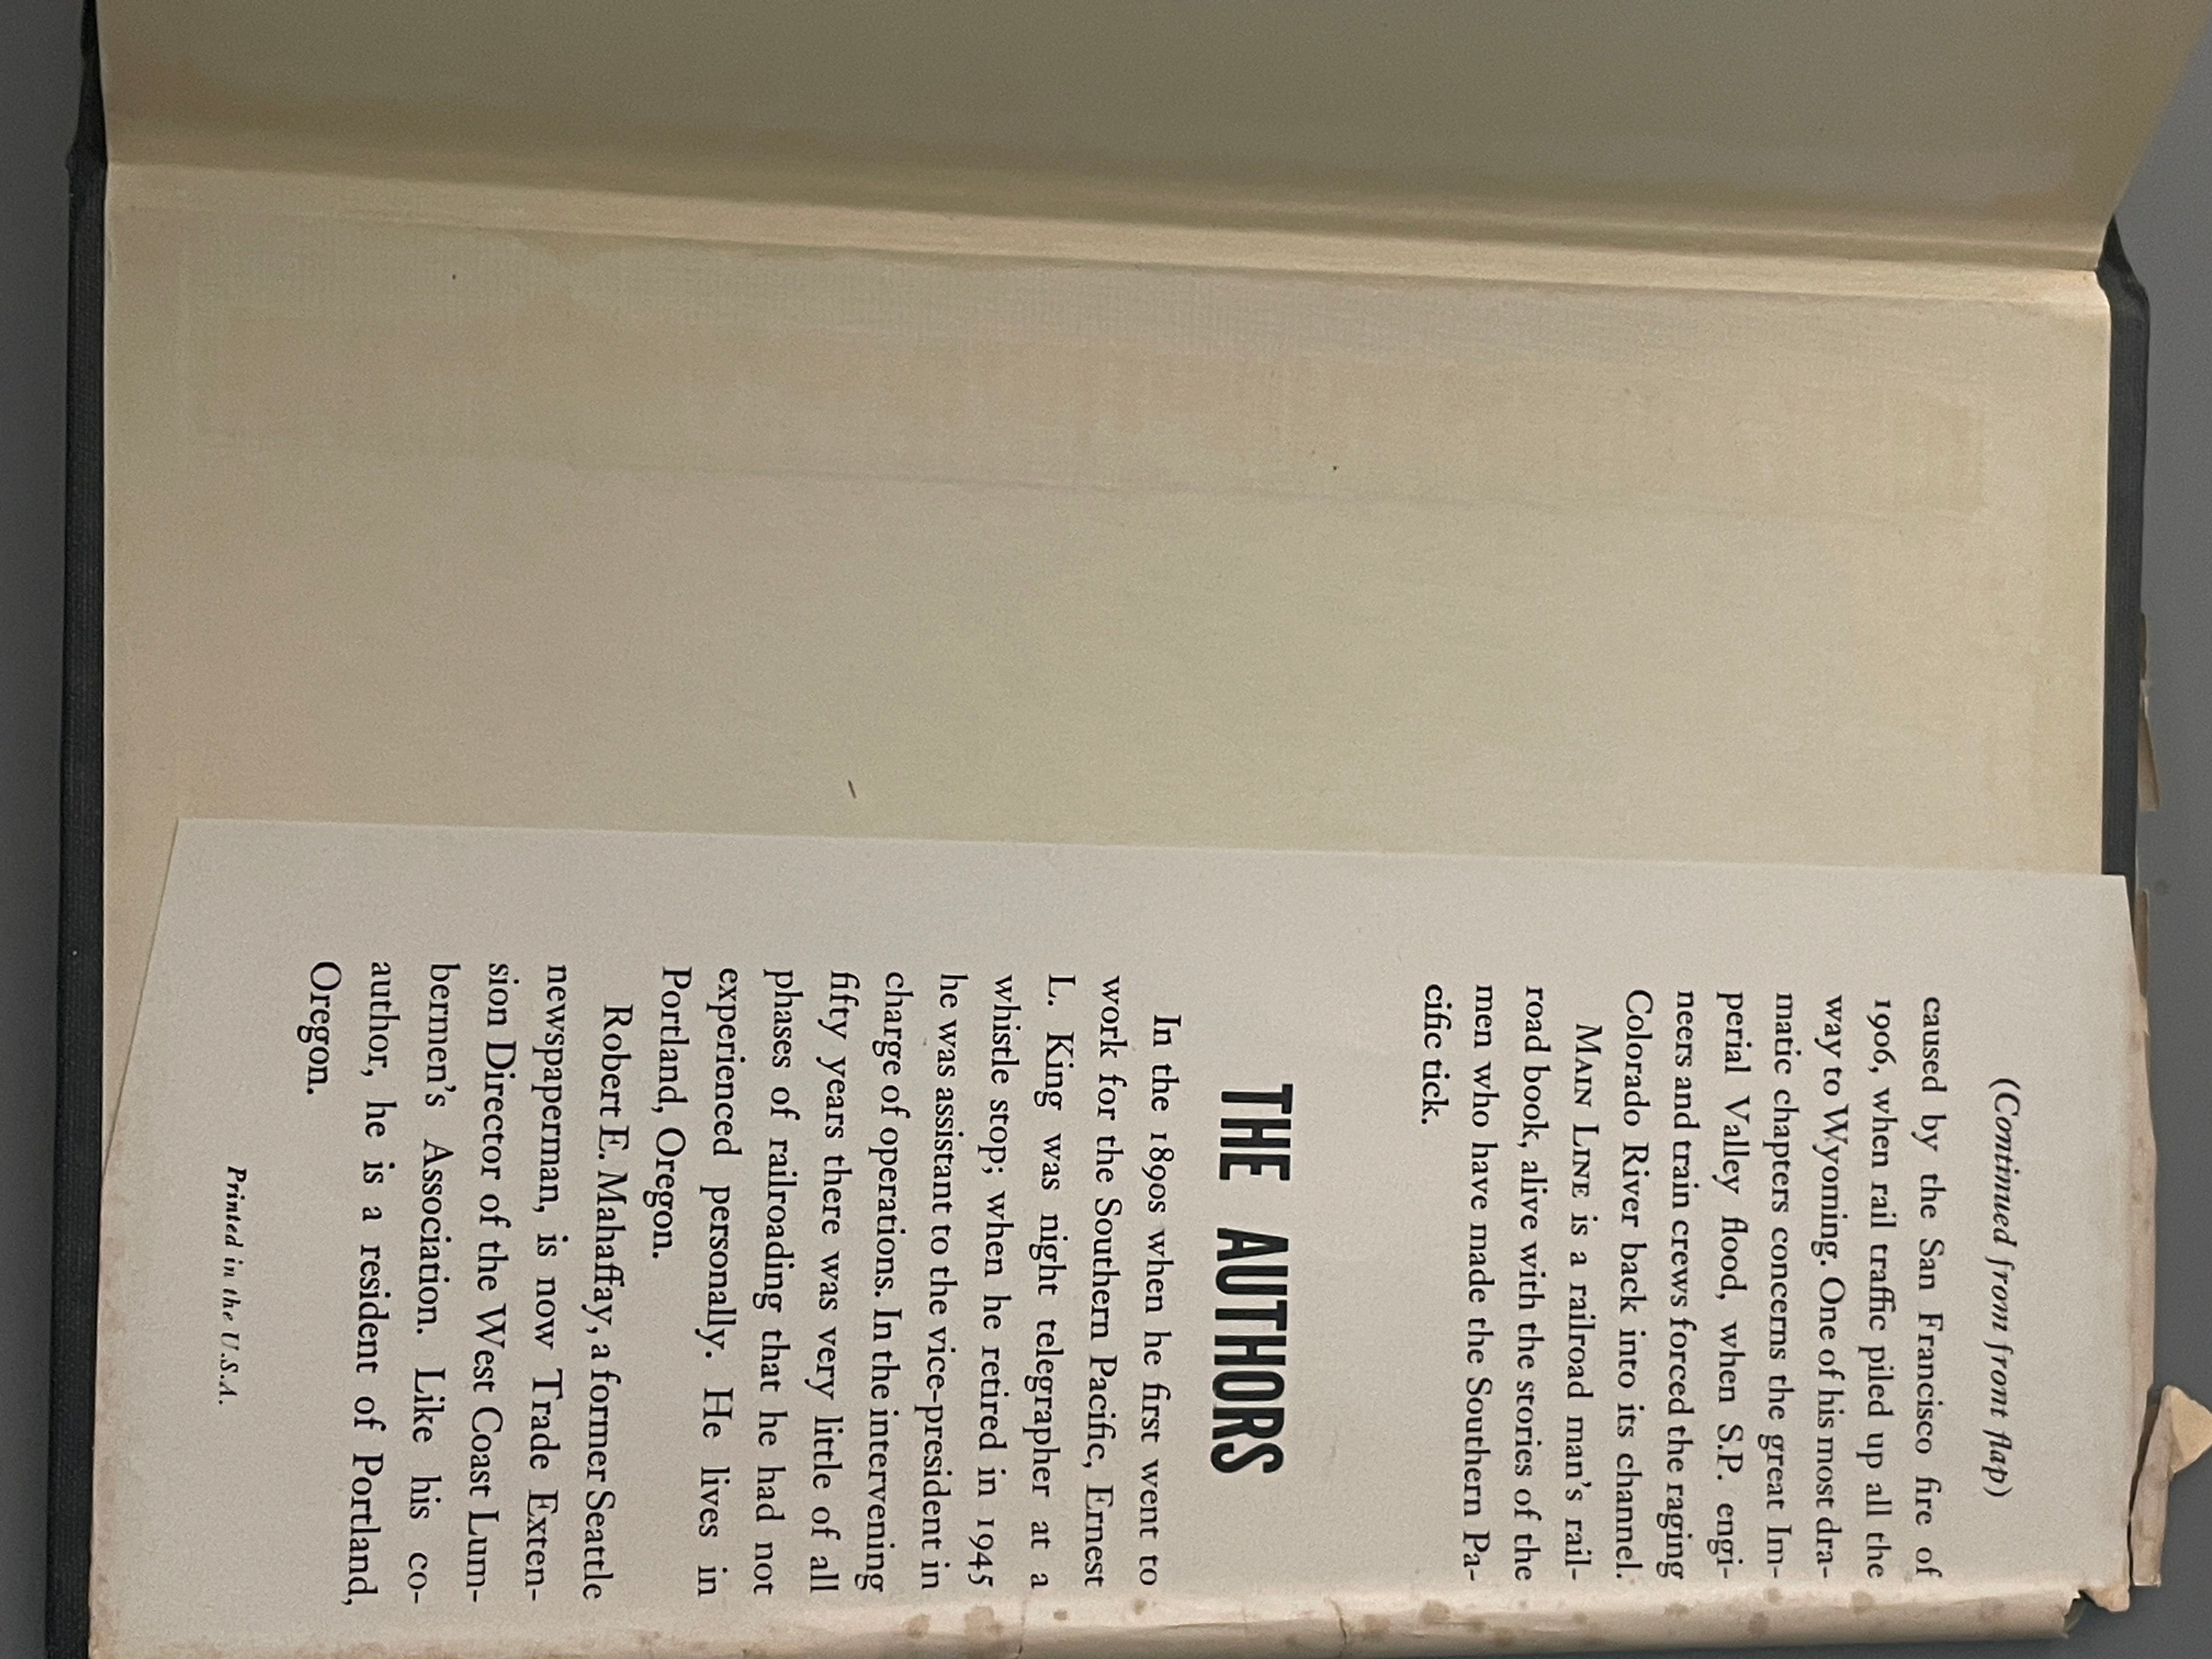 (Continued from front flap)
caused by the San Francisco fire of
1906, when rail traffic piled up all the
way to Wyoming. One of his most dra-
matic chapters concerns the great Im-
perial Valley flood, when S.P. engi-
neers and train crews forced the raging
Colorado River back into its channel.
MAIN LINE is a railroad man's rail-
road book, alive with the stories of the
men who have made the Southern Pa-
cific tick.
THE AUTHORS
In the 1890s when he first went to
work for the Southern Pacific, Ernest
L. King was night telegrapher at a
whistle stop; when he retired in 1945
he was assistant to the vice-president in
charge of operations. In the intervening
fifty years there was very little of all
phases of railroading that he had not
experienced personally. He lives in
Portland, Oregon.
Robert E. Mahaffay, a former Seattle
newspaperman, is now Trade Exten-
sion Director of the West Coast Lum-
bermen's Association. Like his co-
author, he is a resident of Portland,
Oregon.
Printed in the U.S.A.